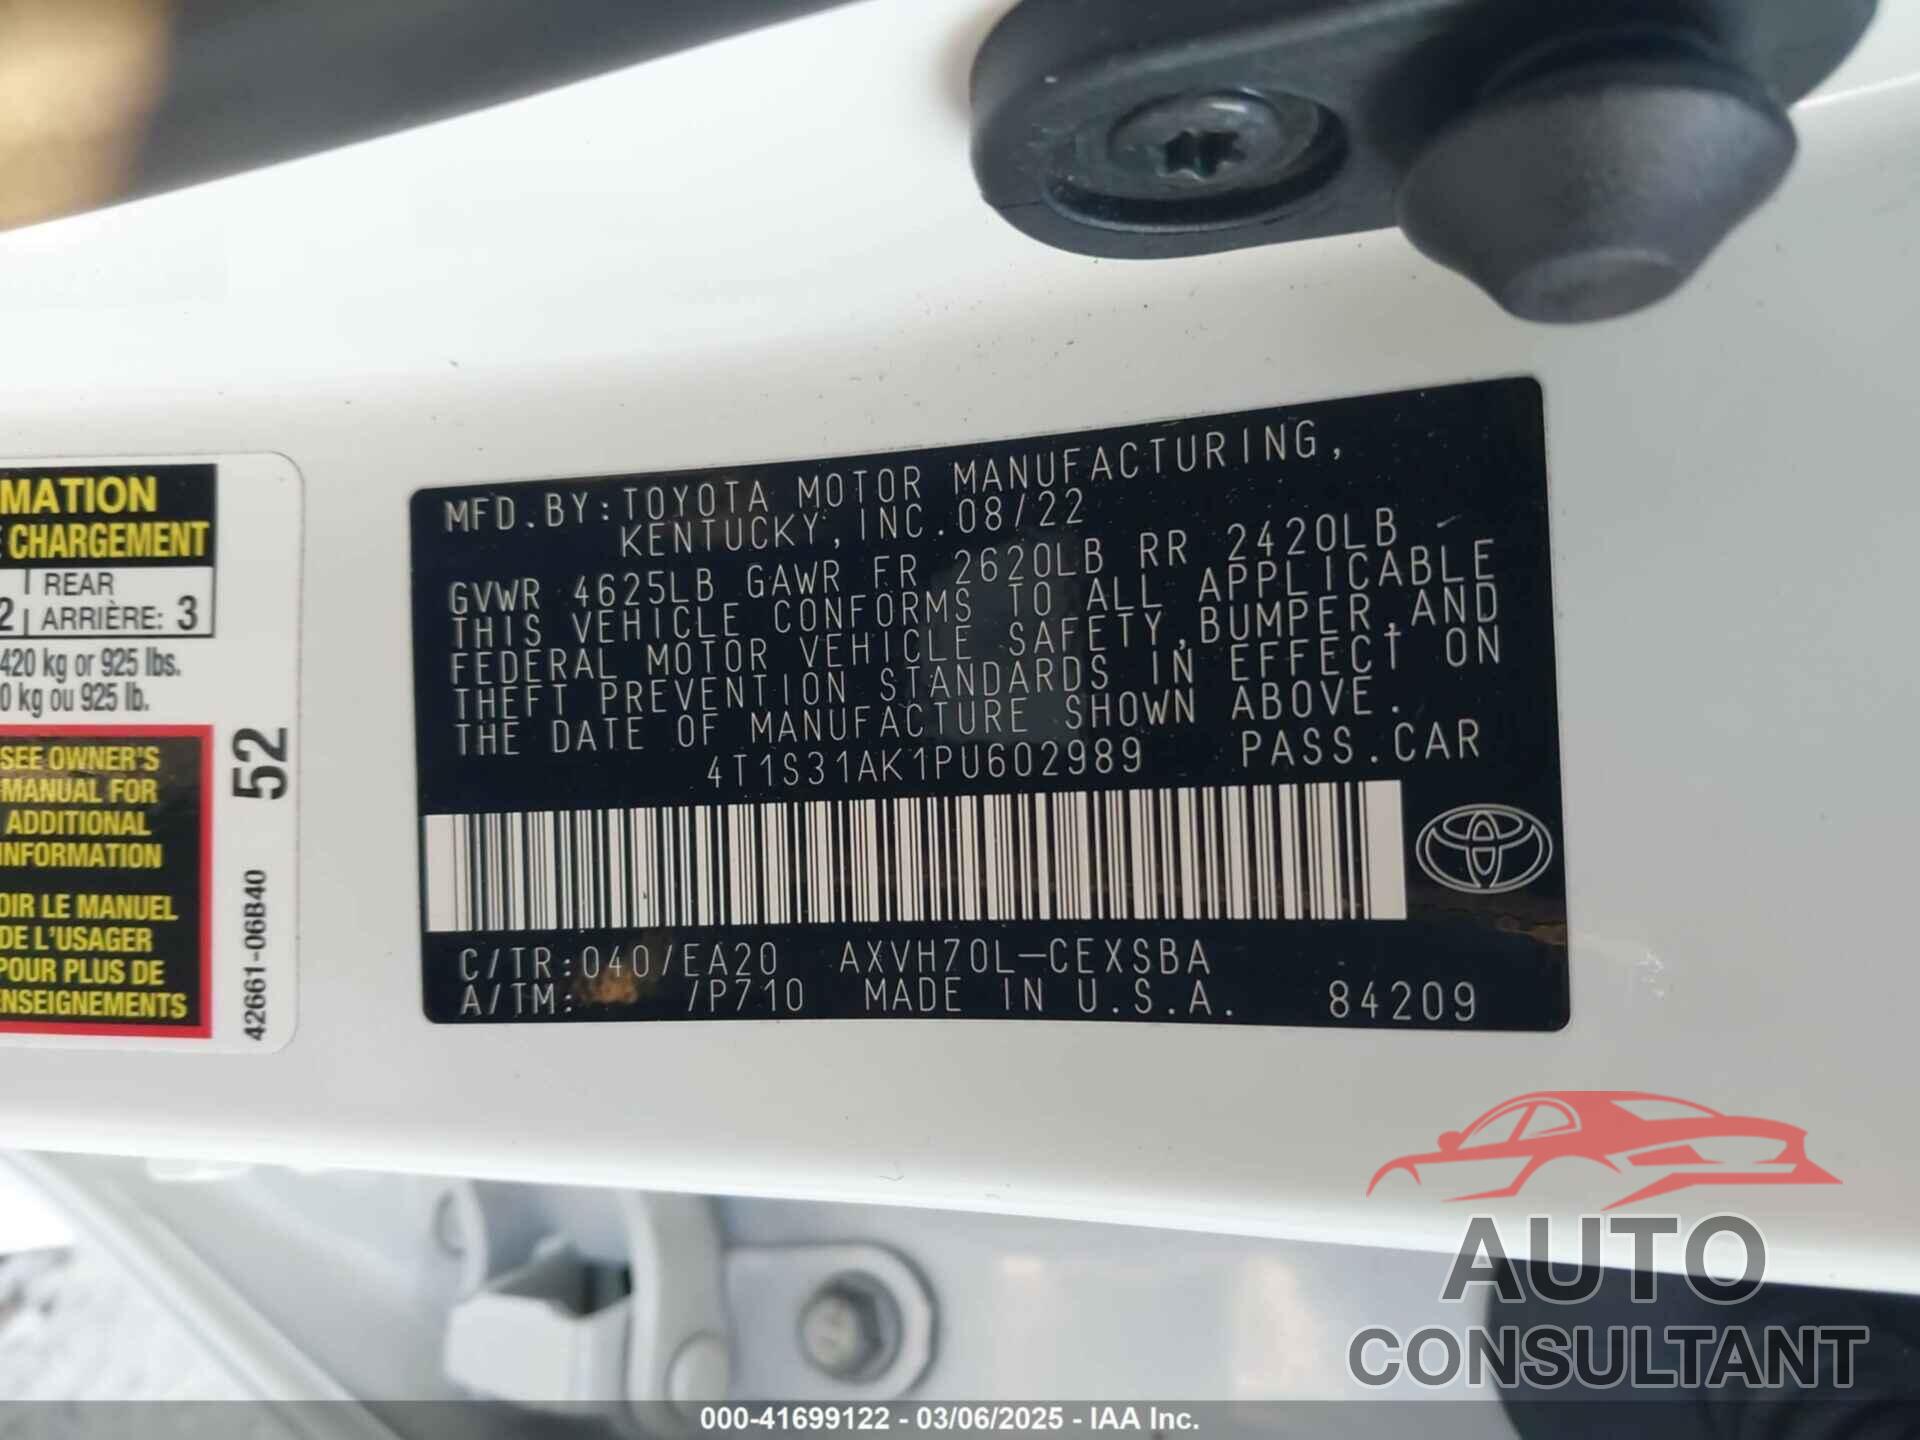 MATION
CHARGEMENT
REAR
2 ARRIÈRE: 3
420 kg or 925 lbs.
0 kg ou 925 lb.
SEE OWNER'S
MANUAL FOR
ADDITIONAL
INFORMATION
OIR LE MANUEL
DE L'USAGER
POUR PLUS DE
ENSEIGNEMENTS
52
42661-06B40
MFD.BY:TOYOTA MOTOR MANUFACTURING,
KENTUCKY,INC.08/22
GVWR 4625LB GAWR FR 2620LB RR 2420LB
THIS VEHICLE CONFORMS TO ALL APPLICABLE
FEDERAL MOTOR VEHICLE SAFETY,BUMPER,AND
THEFT PREVENTION STANDARDS IN EFFECT ON
THE DATE OF MANUFACTURE SHOWN ABOVE.
4T1S31AK1PU602989 PASS.CAR
C/TR:040/EA20 AXVH70L-CEXSBA
A/TM: /P710 MADE IN U.S.A. 84209
AUTO
CONSULTANT
000-41699122 - 03/06/2025 - IAA Inc.